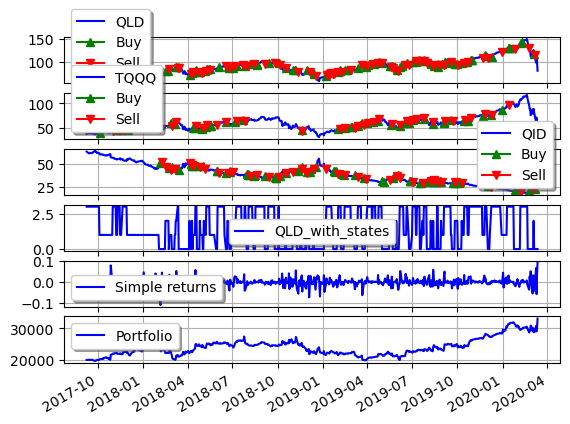 QLD
Buy
Sell
150
100
TQQQ
Buy
Sell
100
50
QID
Buy
Sell
50
25
2.5
0.0
QLD_with_states
0.1
0.0
−0.1
Simple returns
30000
20000
Portfolio
2017-10
2018-01
2018-04
2018-07
2018-10
2019-01
2019-04
2019-07
2019-10
2020-01
2020-04